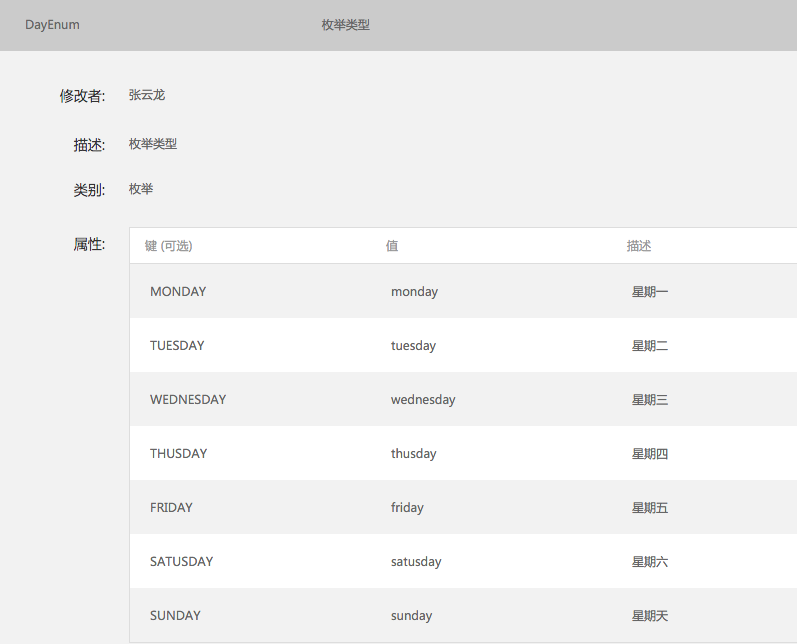 DayEnum 枚举类型
修改者: 张云龙
描述: 枚举类型
类别: 枚举
属性: 键 (可选) 值 描述
MONDAY monday 星期一
TUESDAY tuesday 星期二
WEDNESDAY wednesday 星期三
THUSDAY thusday 星期四
FRIDAY friday 星期五
SATUSDAY satusday 星期六
SUNDAY sunday 星期天